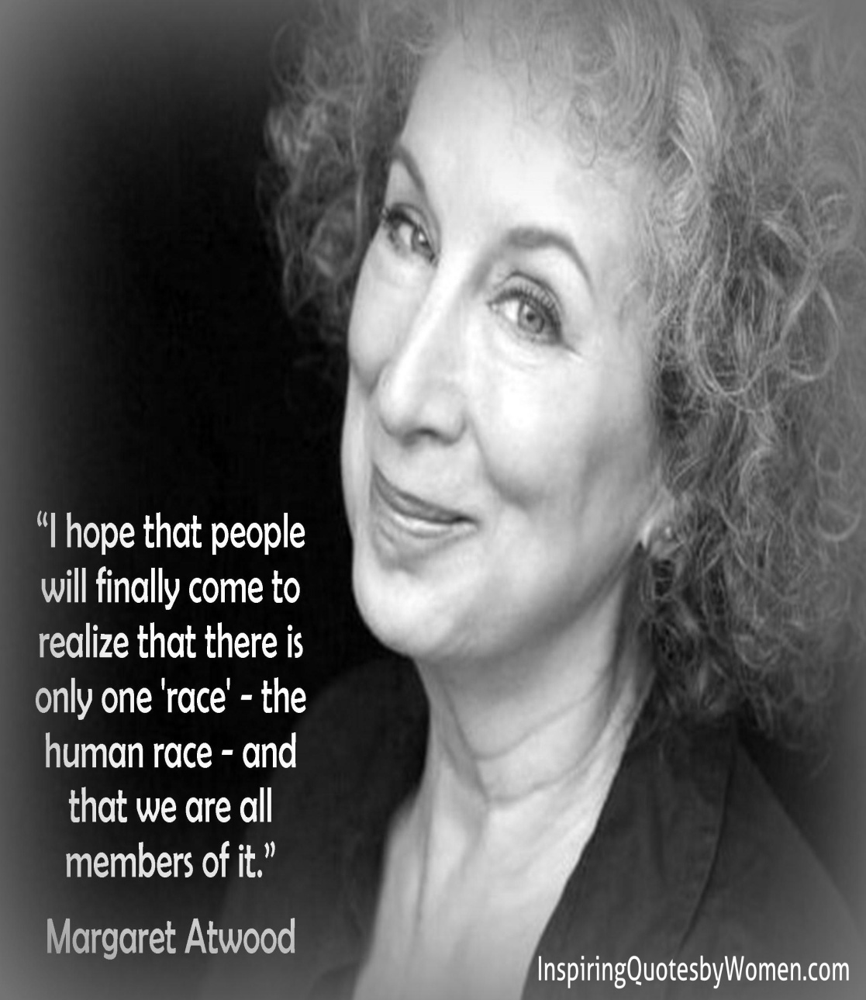 “I hope that people
will finally come to
realize that there is
only one 'race' - the
human race - and
that we are all
members of it.”
Margaret Atwood
InspiringQuotesbyWomen.com